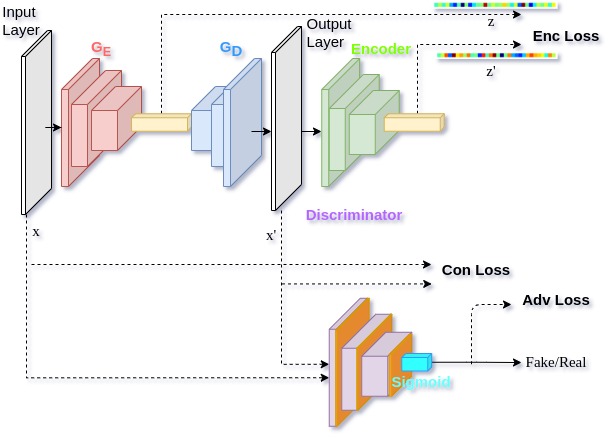 Input
Layer
G_E
G_D
Output
Layer
Encoder
z
Enc Loss
z'
Discriminator
x
x'
Con Loss
Adv Loss
Fake/Real
Sigmoid